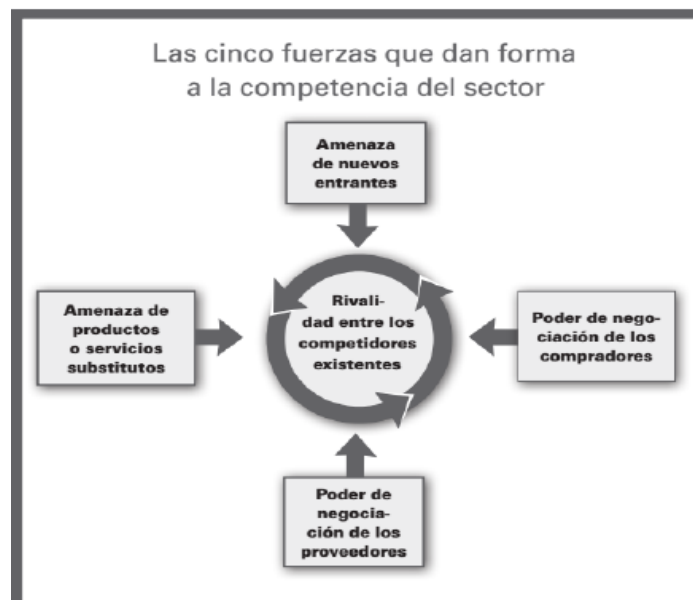 Las cinco fuerzas que dan forma
a la competencia del sector
Amenaza
de nuevos
entrantes
Amenaza de
productos
o servicios
substitutos
Rivali-
dad entre los
competidores
existentes
Poder de nego-
ciación de los
compradores
Poder de
negocia-
ción de los
proveedores